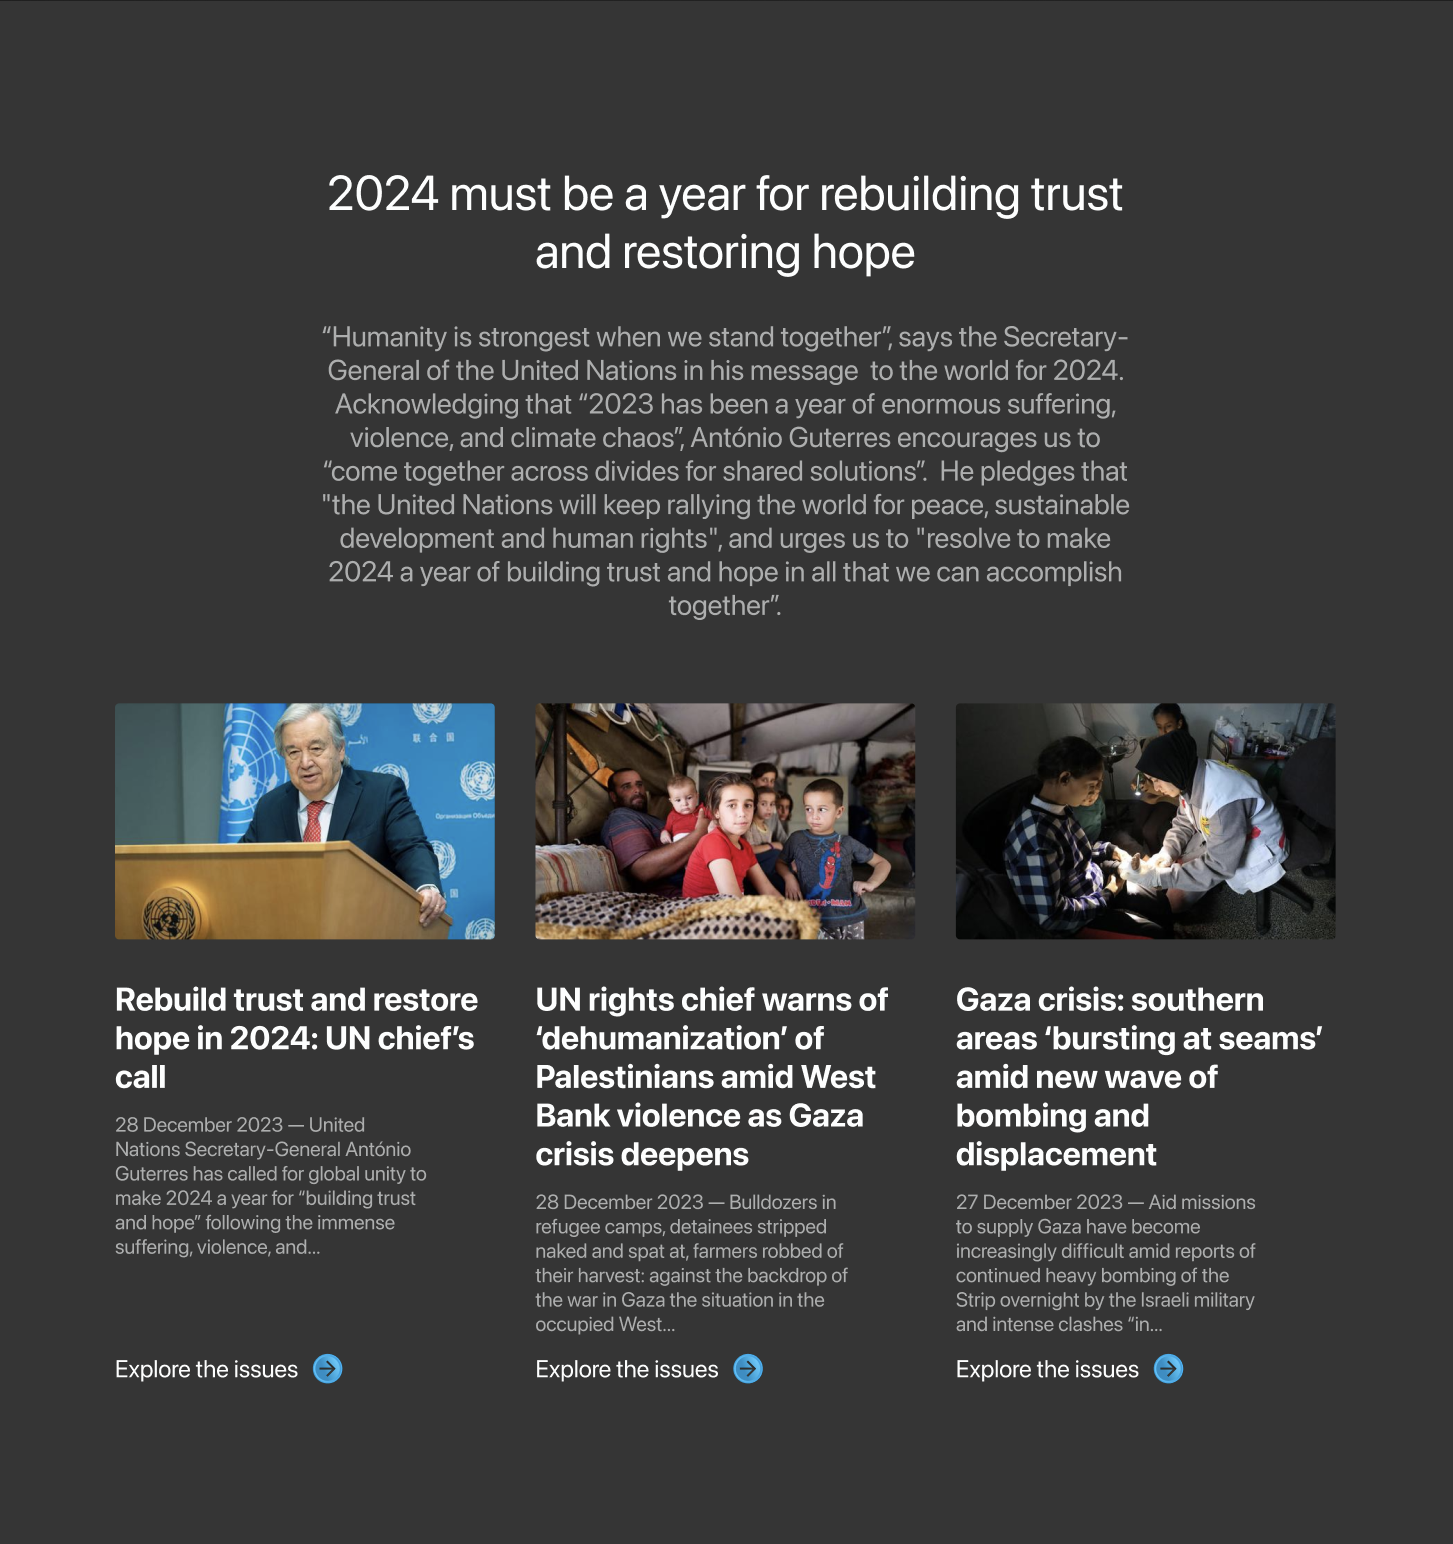 2024 must be a year for rebuilding trust
and restoring hope
“Humanity is strongest when we stand together”, says the Secretary-
General of the United Nations in his message  to the world for 2024.
Acknowledging that “2023 has been a year of enormous suffering,
violence, and climate chaos”, António Guterres encourages us to
“come together across divides for shared solutions”.  He pledges that
"the United Nations will keep rallying the world for peace, sustainable
development and human rights", and urges us to "resolve to make
2024 a year of building trust and hope in all that we can accomplish
together”.
联合国
Организация Объеди
国
Rebuild trust and restore
hope in 2024: UN chief’s
call
28 December 2023 — United
Nations Secretary-General António
Guterres has called for global unity to
make 2024 a year for “building trust
and hope” following the immense
suffering, violence, and...
Explore the issues
UN rights chief warns of
‘dehumanization’ of
Palestinians amid West
Bank violence as Gaza
crisis deepens
28 December 2023 — Bulldozers in
refugee camps, detainees stripped
naked and spat at, farmers robbed of
their harvest: against the backdrop of
the war in Gaza the situation in the
occupied West...
Explore the issues
Gaza crisis: southern
areas ‘bursting at seams’
amid new wave of
bombing and
displacement
27 December 2023 — Aid missions
to supply Gaza have become
increasingly difficult amid reports of
continued heavy bombing of the
Strip overnight by the Israeli military
and intense clashes “in...
Explore the issues